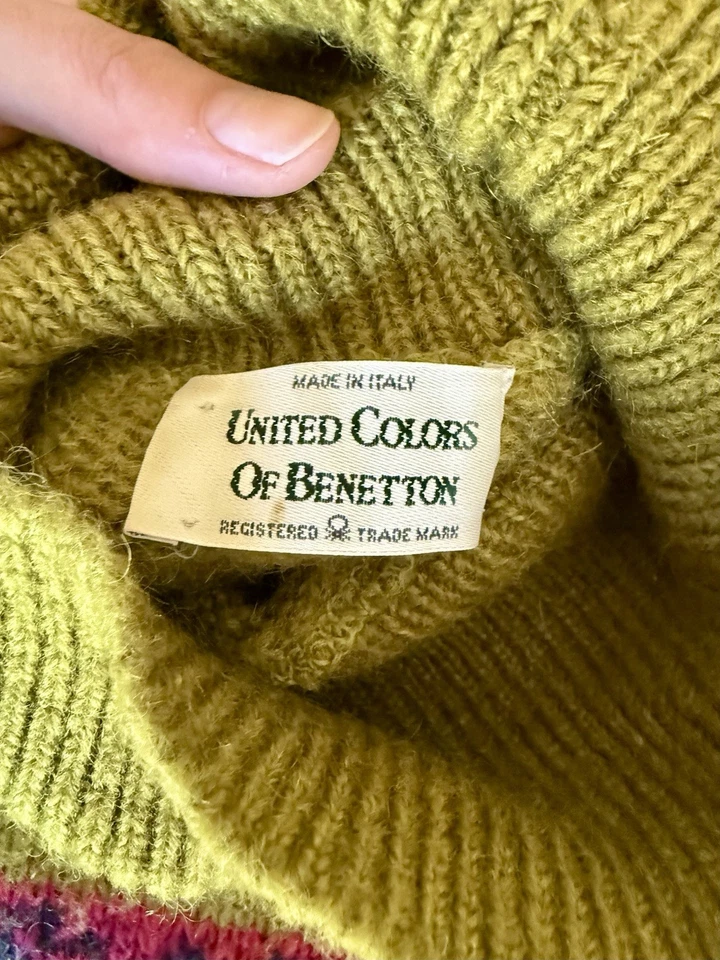 MADE IN ITALY
UNITED COLORS
OF BENETTON
REGISTERED TRADE MARK